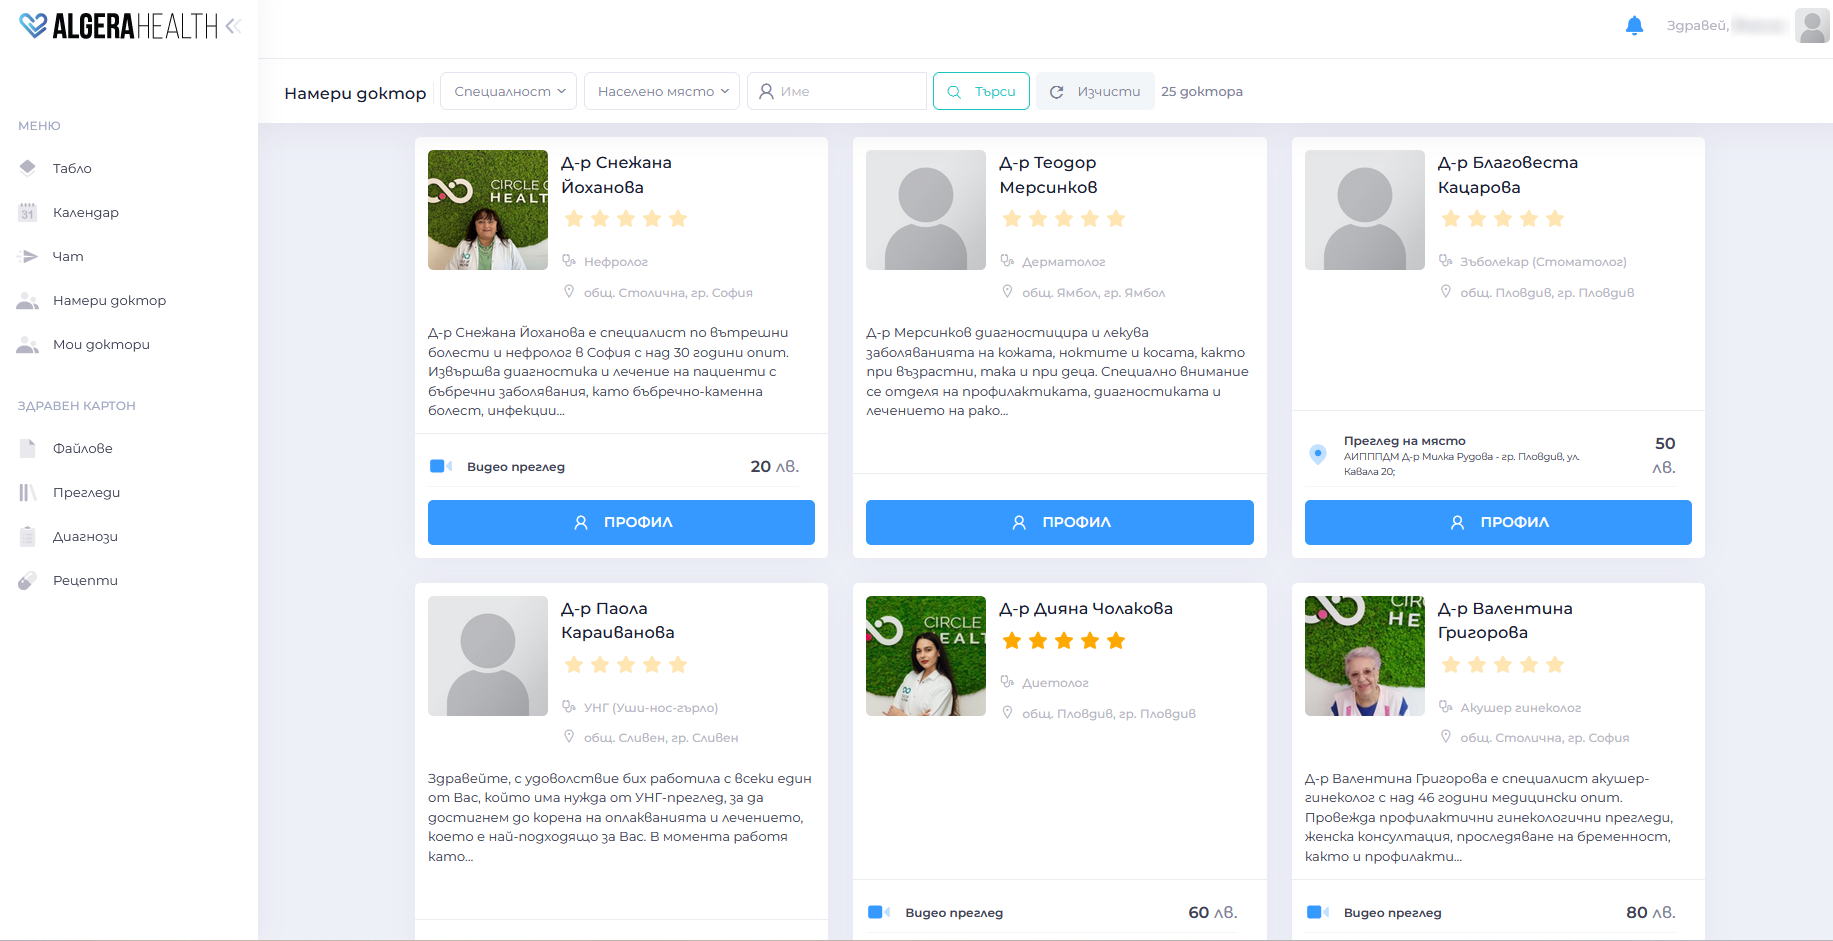 ALGERAHEALTH
Здравей,
Намери доктор
Специалност
Населено място
Име
Търси
Изчисти
25 доктора
МЕНЮ
Табло
31
Календар
Чат
Намери доктор
Мои доктори
ЗДРАВЕН КАРТОН
Файлове
Прегледи
Диагнози
Рецепти
CIRCLE
HEALT
Д-р Снежана
Йоханова
Нефролог
общ. Столична, гр. София
Д-р Снежана Йоханова е специалист по вътрешни
болести и нефролог в София с над 30 години опит.
Извършва диагностика и лечение на пациенти с
бъбречни заболявания, като бъбречно-каменна
болест, инфекции...
Видео преглед
20 лв.
ПРОФИЛ
Д-р Теодор
Мерсинков
Дерматолог
общ. Ямбол, гр. Ямбол
Д-р Мерсинков диагностицира и лекува
заболяванията на кожата, ноктите и косата, както
при възрастни, така и при деца. Специално внимание
се отделя на профилактиката, диагностиката и
лечението на рако...
ПРОФИЛ
Д-р Благовеста
Кацарова
Зъболекар (Стоматолог)
общ. Пловдив, гр. Пловдив
Преглед на място
АИПППДМ Д-р Милка Рудова - гр. Пловдив, ул.
Кавала 20;
50
лв.
ПРОФИЛ
Д-р Паола
Караиванова
УНГ (Уши-нос-гърло)
общ. Сливен, гр. Сливен
Здравейте, с удоволствие бих работила с всеки един
от Вас, който има нужда от УНГ-преглед, за да
достигнем до корена на оплакванията и лечението,
което е най-подходящо за Вас. В момента работя
като...
CIRCLE
EALT
Д-р Дияна Чолакова
Диетолог
общ. Пловдив, гр. Пловдив
Видео преглед
60 лв.
CIR
HE
Д-р Валентина
Григорова
Акушер гинеколог
общ. Столична, гр. София
Д-р Валентина Григорова е специалист акушер-
гинеколог с над 46 години медицински опит.
Провежда профилактични гинекологични прегледи,
женска консултация, проследяване на бременност,
както и профилакти...
Видео преглед
80 лв.